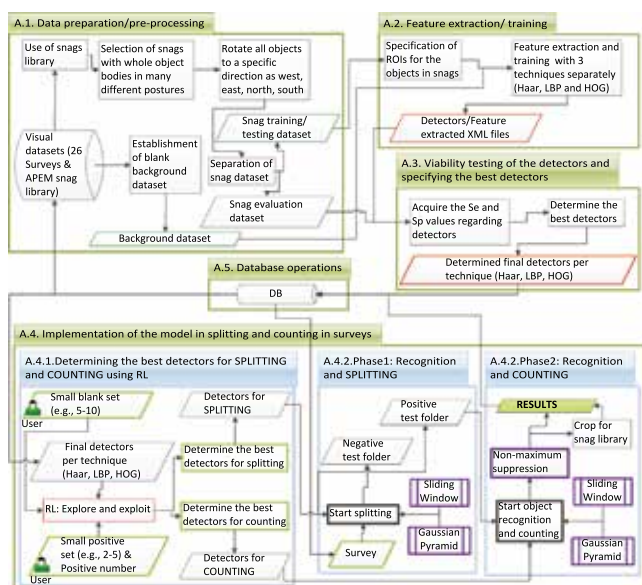 A.1. Data preparation/pre-processing
Use of snags
library
Selection of snags
with whole object
bodies in many
different postures
Rotate all objects
to a specific
direction as west,
east, north, south
Snag training/
testing dataset
Visual
datasets (26
Surveys &
APEM snag
library)
Establishment
of blank
background
dataset
Separation of
snag dataset
Snag evaluation
dataset
Background dataset
A.2. Feature extraction/ training
Specification of
ROIs for the
objects in snags
Feature extraction and
training with 3
techniques separately
(Haar, LBP and HOG)
Detectors/Feature
extracted XML files
A.3. Viability testing of the detectors and
specifying the best detectors
Acquire the Se and
Sp values regarding
detectors
Determine the
best detectors
Determined final detectors per
technique (Haar, LBP, HOG)
A.5. Database operations
DB
A.4. Implementation of the model in splitting and counting in surveys
A.4.1.Determining the best detectors for SPLITTING
and COUNTING using RL
Small blank set
(e.g., 5-10)
User
Detectors for
SPLITTING
Final detectors
per technique
(Haar, LBP, HOG)
Determine the best
detectors for splitting
RL: Explore and exploit
Determine the best
detectors for counting
Small positive
set (e.g., 2-5) &
Positive number
User
Detectors for
COUNTING
A.4.2.Phase1: Recognition
and SPLITTING
Positive
test folder
Negative
test folder
Sliding
Window
Start splitting
Gaussian
Pyramid
Survey
A.4.2.Phase2: Recognition
and COUNTING
RESULTS
Crop for
snag library
Non-maximum
suppression
Sliding
Window
Start object
recognition
and counting
Gaussian
Pyramid